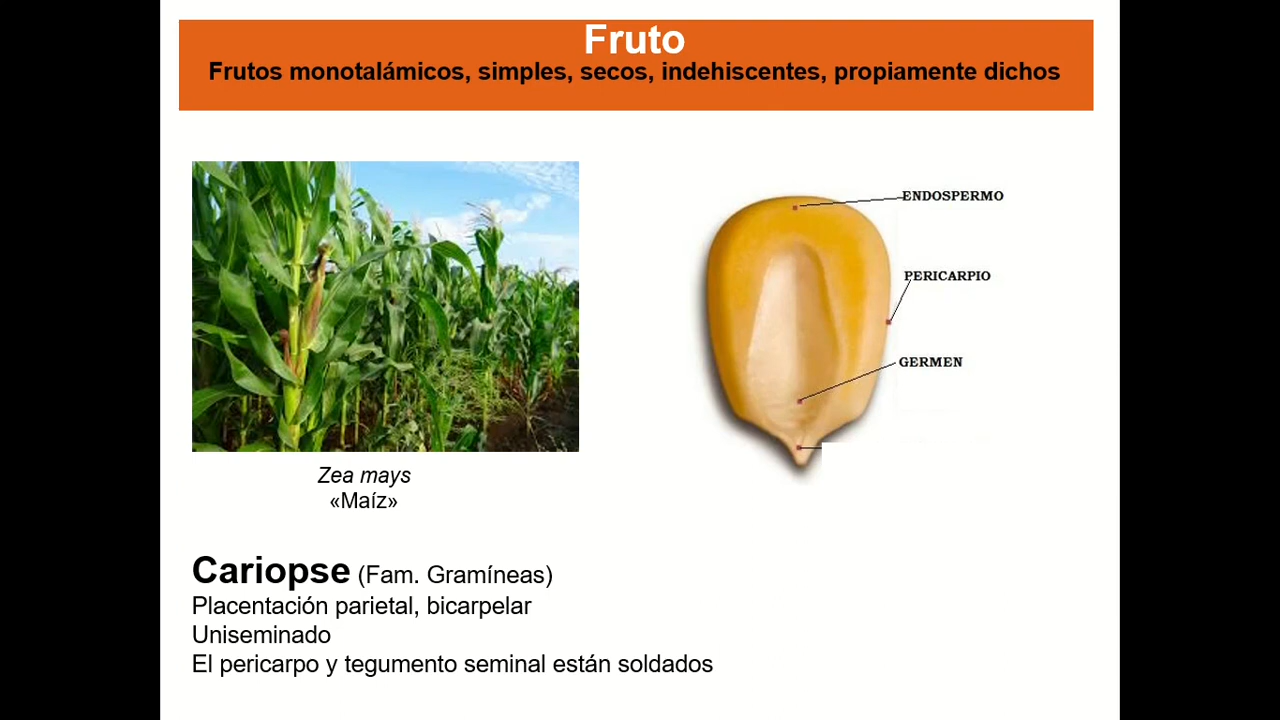 Fruto
Frutos monotalámicos, simples, secos, indehiscentes, propiamente dichos
ENDOSPERMO
PERICARPIO
GERMEN
Zea mays
«Maíz»
Cariopse (Fam. Gramíneas)
Placentación parietal, bicarpelar
Uniseminado
El pericarpo y tegumento seminal están soldados